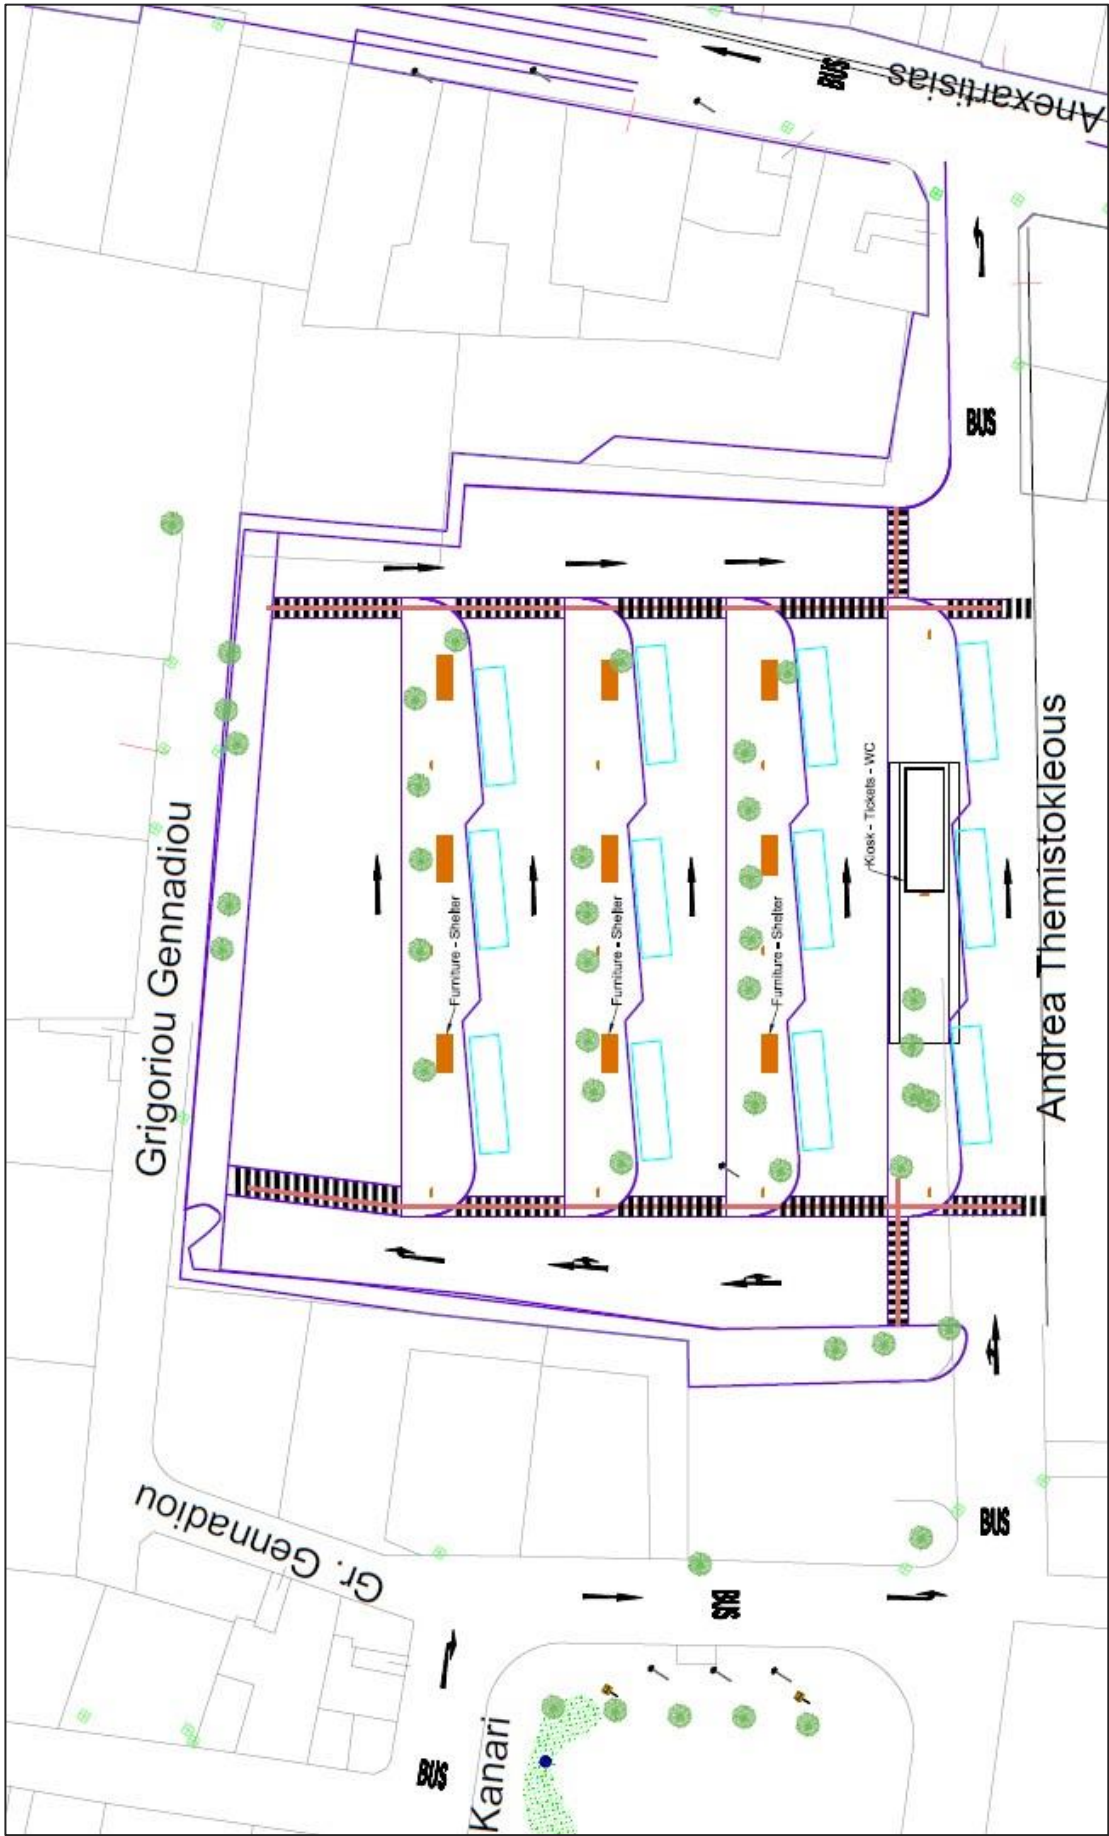 Anexartisias
BUS
BUS
Grigoriou Gennadiou
Furniture - Shelter
Furniture - Shelter
Furniture - Shelter
Kiosk - Tickets - WC
Andrea Themistokleous
Gr. Gennadiou
BUS
BUS
BUS
Kanari